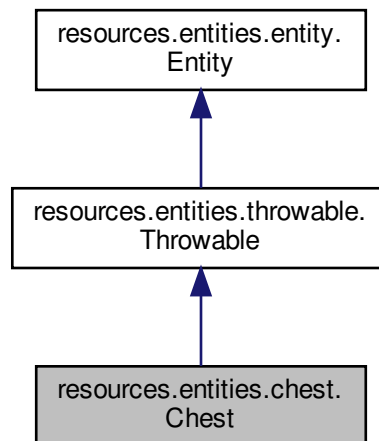 resources.entities.entity.
Entity
resources.entities.throwable.
Throwable
resources.entities.chest.
Chest